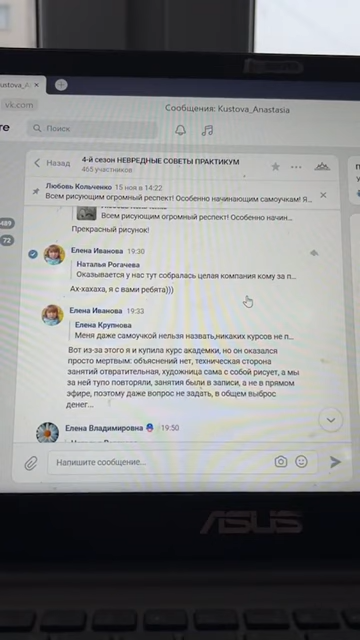 ustova_A
vk.com
Сообщения: Kustova_Anastasia
re
Поиск
Назад
4-й сезон НЕВРЕДНЫЕ СОВЕТЫ ПРАКТИКУМ
465 участников
Любовь Кольченко 15 ноя в 14:22
Всем рисующим огромный респект! Особенно начинающим самоучкам! Я...
Всем рисующим огромный респект! Особенно начин...
Прекрасный рисунок!
489
72
Елена Иванова 19:30
Наталья Рогачева
Оказывается у нас тут собралась целая компания кому за п...
Ах-хахаха, я с вами ребята)))
Елена Иванова 19:33
Елена Крупнова
Меня даже самоучкой нельзя назвать,никаких курсов не п...
Вот из-за этого я и купила курс академки, но он оказался
просто мертвым: объяснений нет, техническая сторона
занятий отвратительная, художница сама с собой рисует, а мы
за ней тупо повторяли, занятия были в записи, а не в прямом
эфире, поэтому даже вопрос не задать, в общем выброс
денег...
Елена Владимировна 19:50
Напишите сообщение...
ASUS